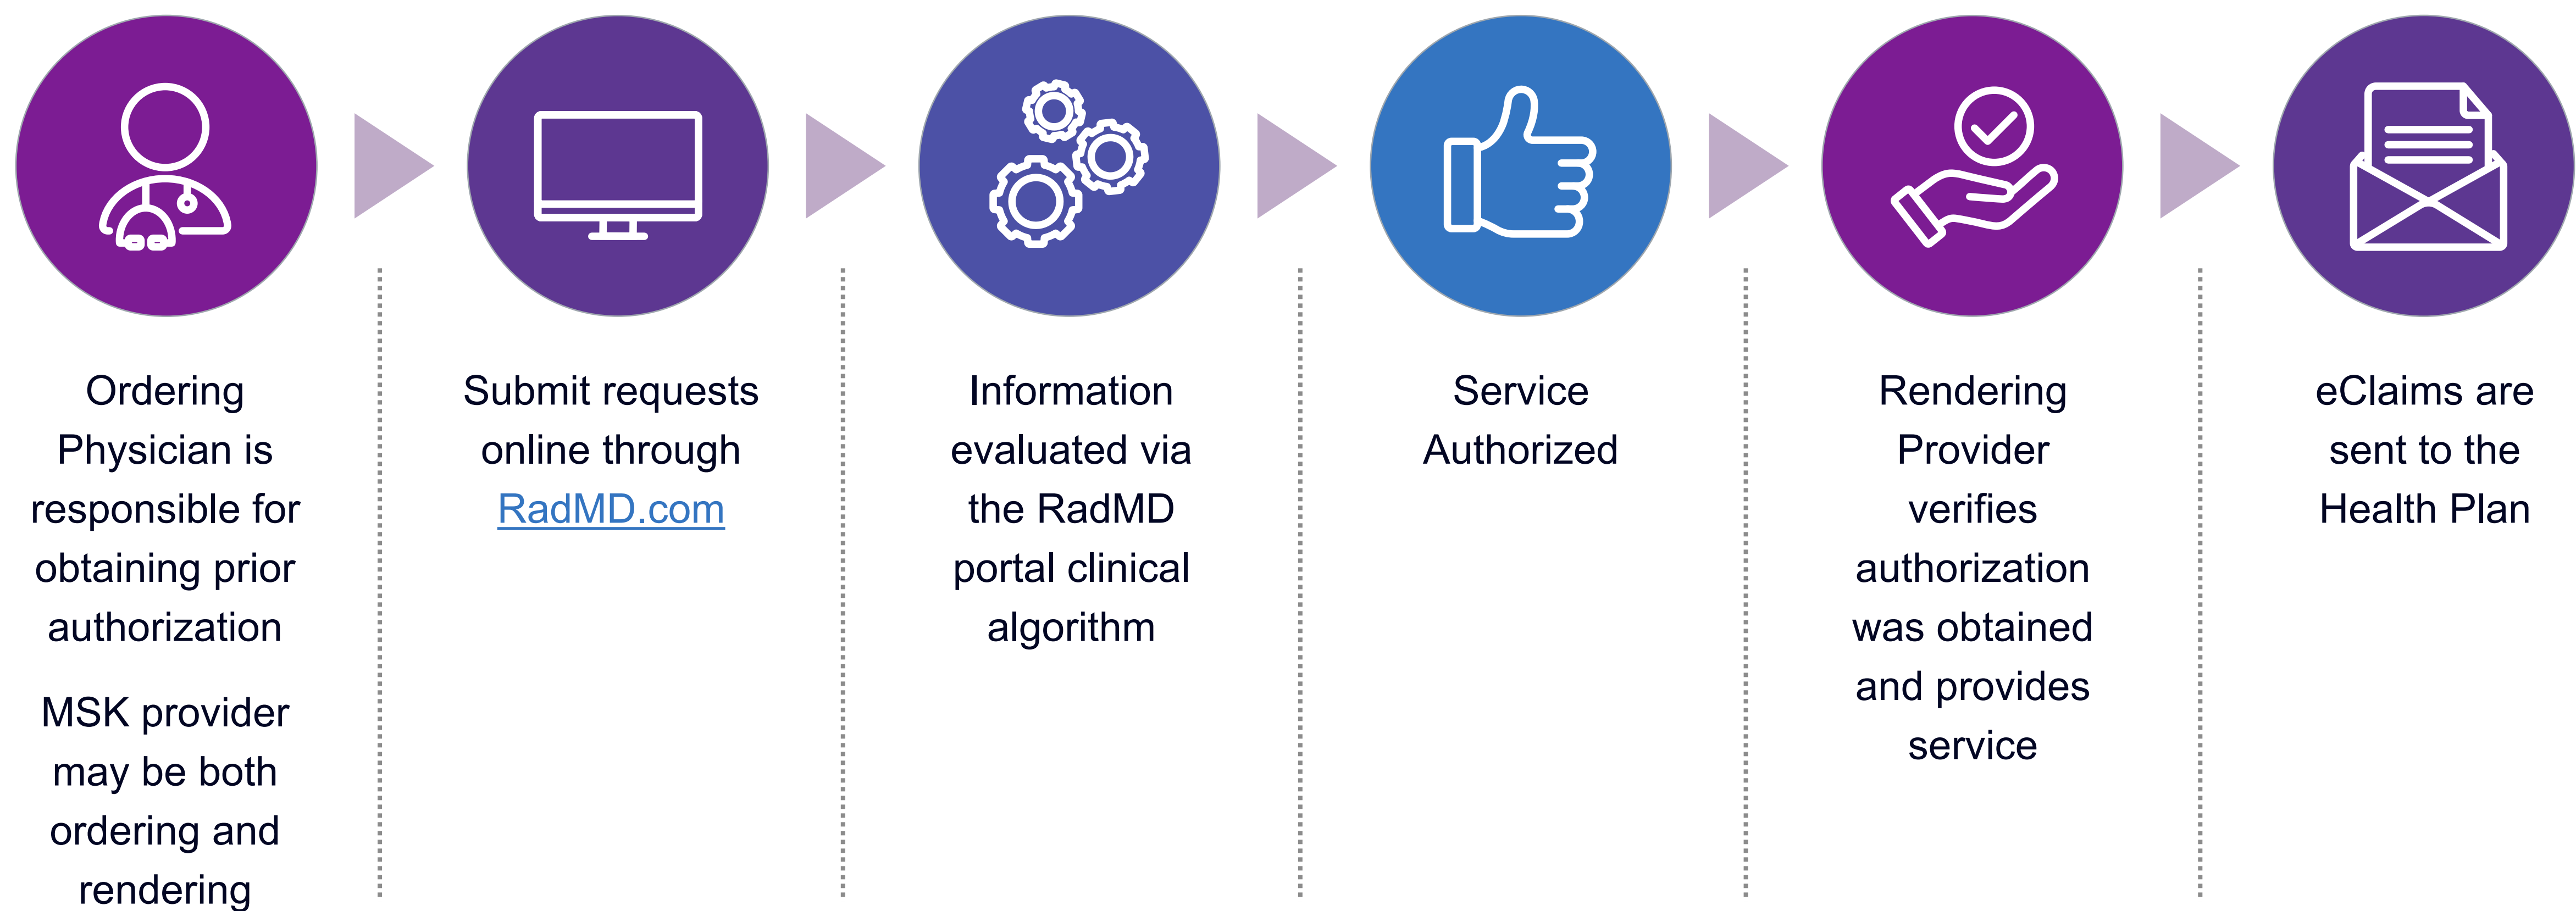 Ordering
Physician is
responsible for
obtaining prior
authorization
MSK provider
may be both
ordering and
rendering
Submit requests
online through
RadMD.com
Information
evaluated via
the RadMD
portal clinical
algorithm
Service
Authorized
Rendering
Provider
verifies
authorization
was obtained
and provides
service
eClaims are
sent to the
Health Plan